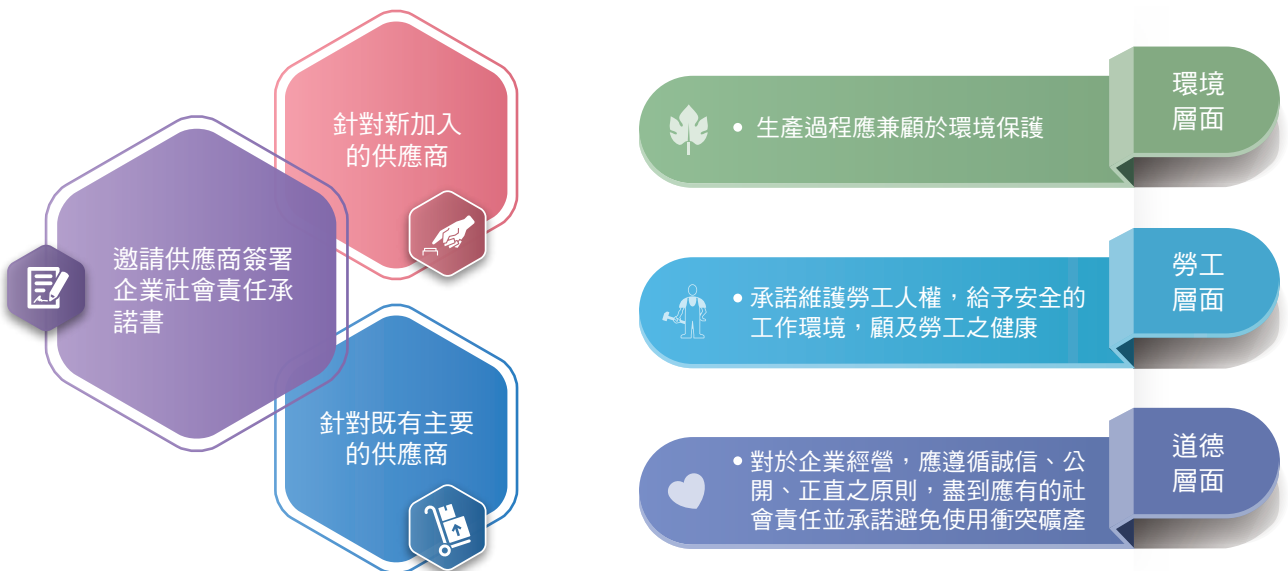 針對新加入
的供應商
邀請供應商簽署
企業社會責任承
諾書
針對既有主要
的供應商
環境
層面
• 生產過程應兼顧於環境保護
勞工
層面
• 承諾維護勞工人權，給予安全的
工作環境，顧及勞工之健康
道德
層面
• 對於企業經營，應遵循誠信、公
開、正直之原則，盡到應有的社
會責任並承諾避免使用衝突礦產